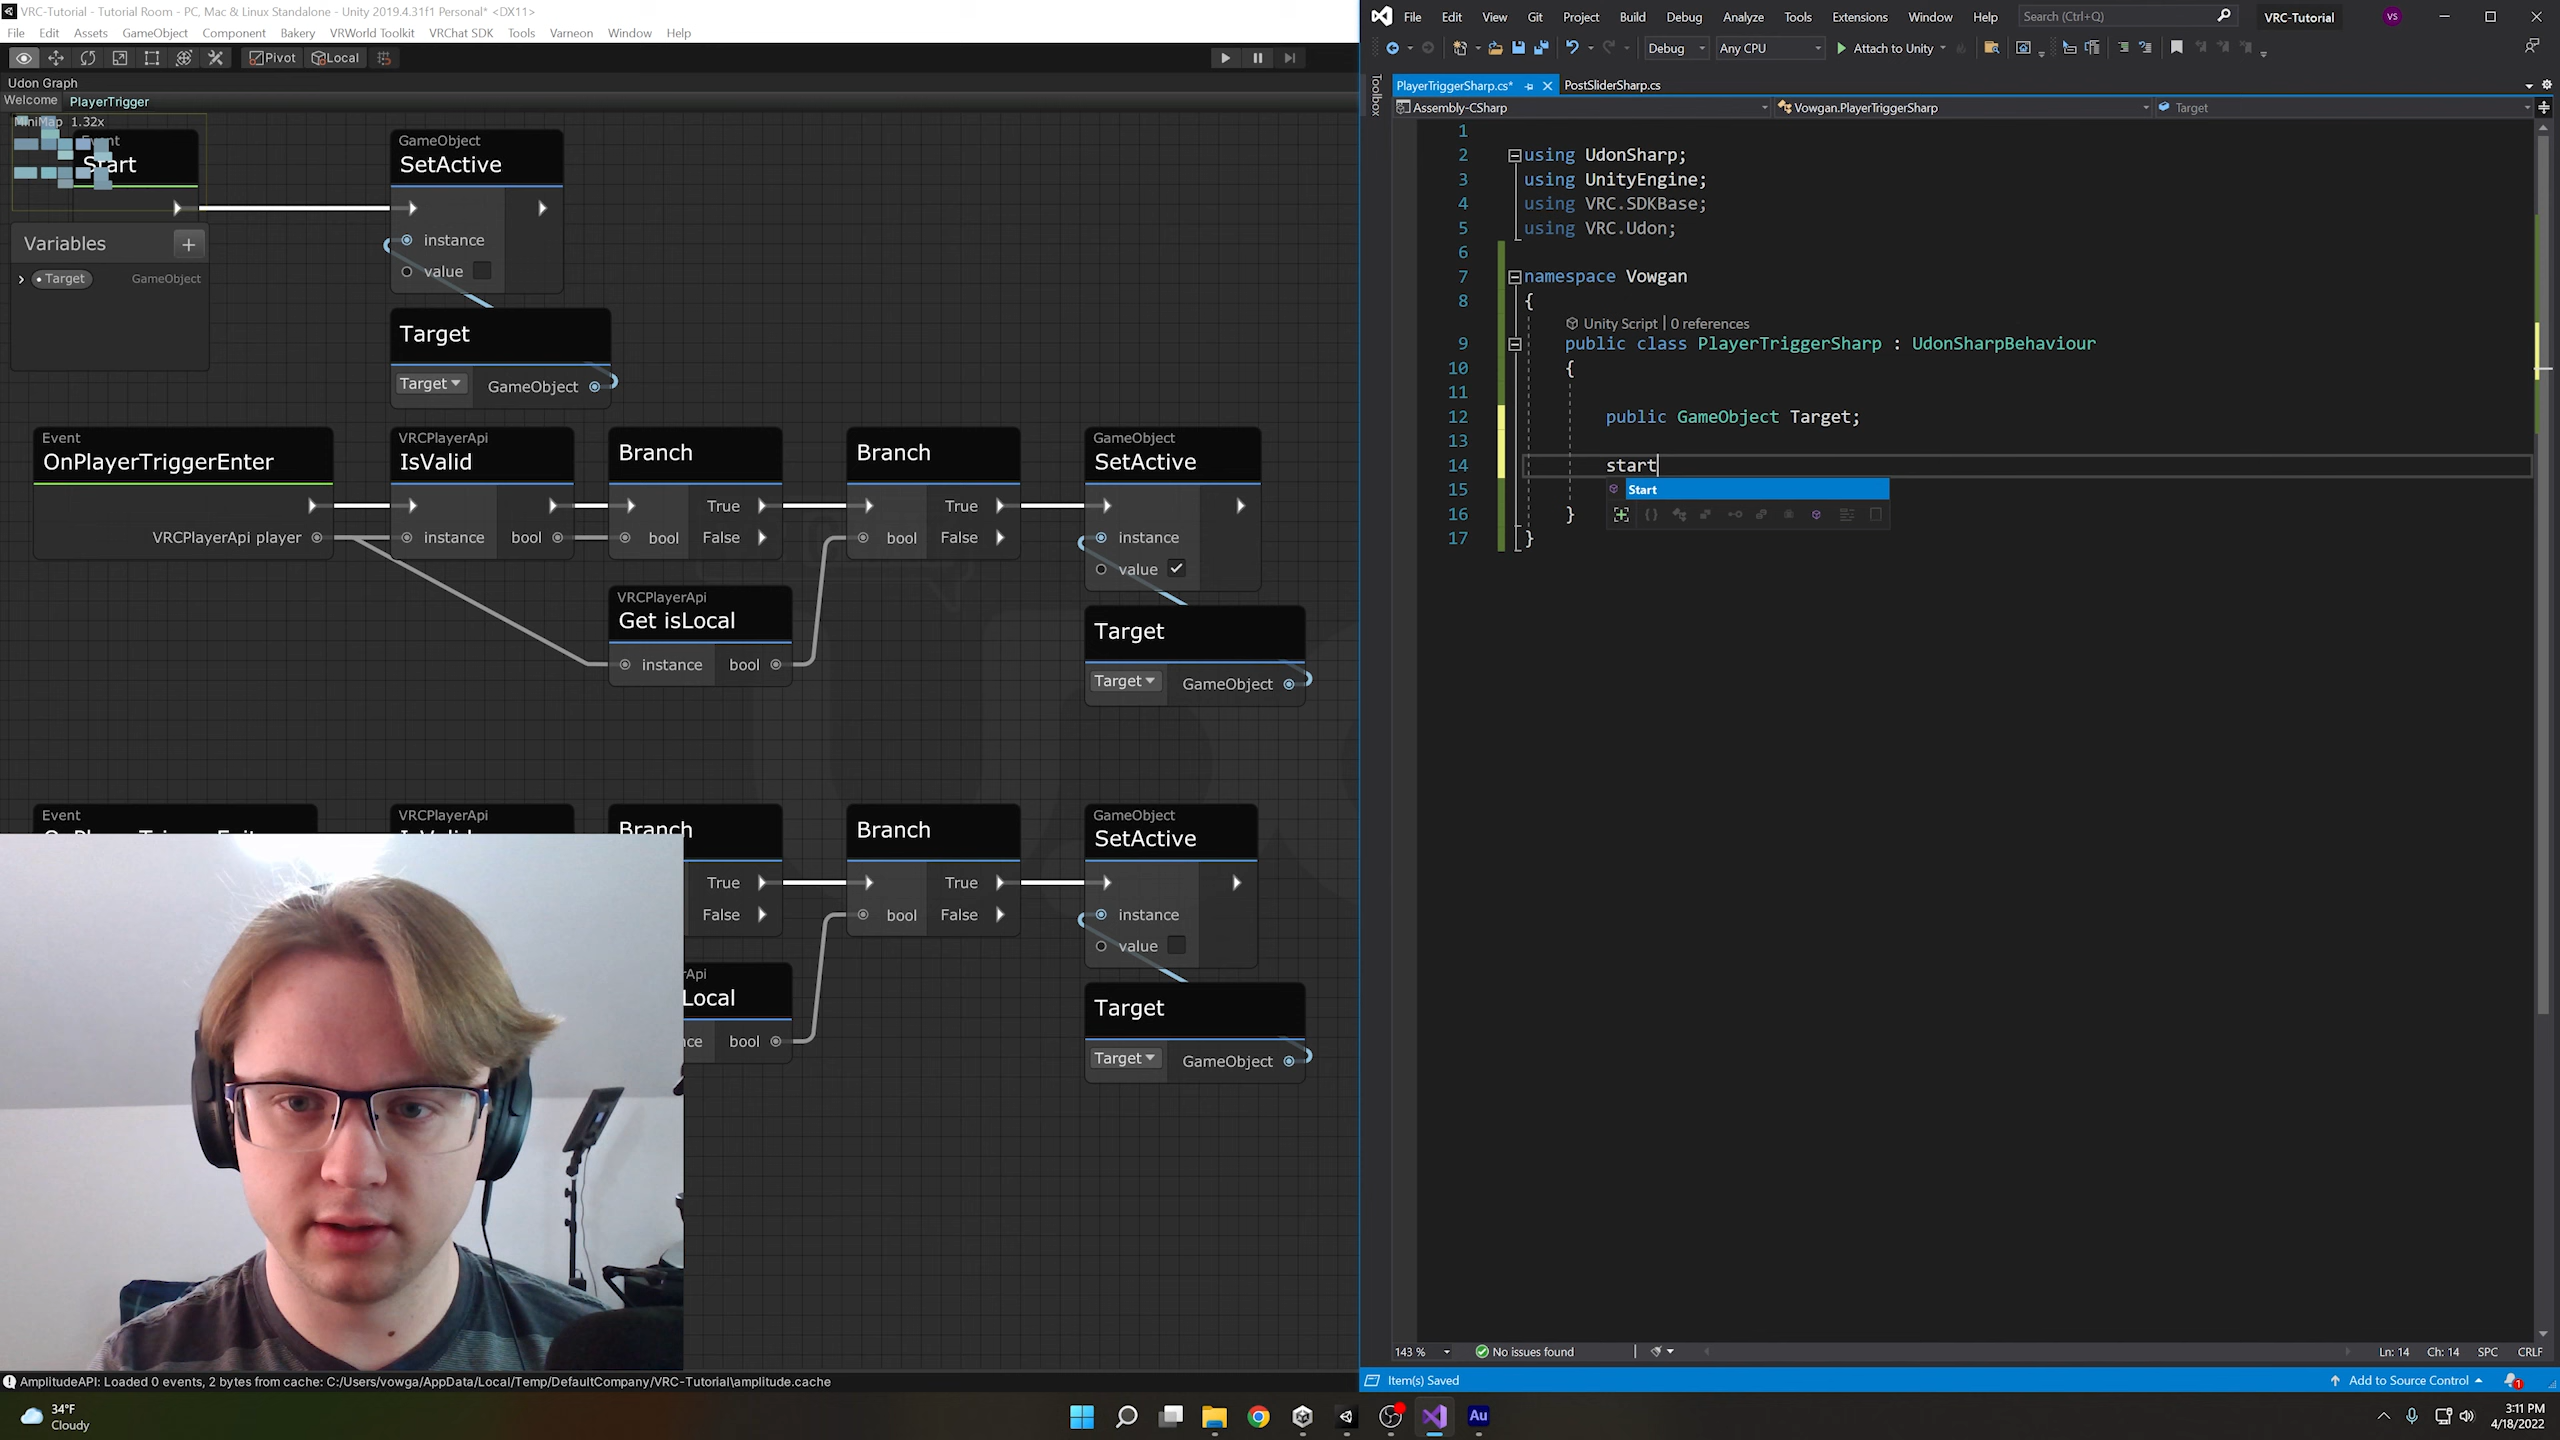 VRC-Tutorial - Tutorial Room - PC, Mac & Linux Standalone - Unity 2019.4.31f1 Personal* <DX11>
File Edit Assets GameObject Component Bakery VRWorld Toolkit VRChat SDK Tools Varneon Window Help
Pivot Local
Udon Graph
Welcome PlayerTrigger
MiniMap 1.32x
Start
Variables +
Target GameObject
GameObject
SetActive
instance
value
Target
Target GameObject
Event
OnPlayerTriggerEnter
VRCPlayerApi player
VRCPlayerApi
IsValid
instance bool
Branch
True
bool False
Branch
True
bool False
GameObject
SetActive
instance
value
VRCPlayerApi
Get isLocal
instance bool
Target
Target GameObject
Event
VRCPlayerApi
Branch
True
False
Branch
True
bool False
GameObject
SetActive
instance
value
Local
bool
Target
Target GameObject
AmplitudeAPI: Loaded 0 events, 2 bytes from cache: C:/Users/vowga/AppData/Local/Temp/DefaultCompany/VRC-Tutorial\amplitude.cache
File Edit View Git Project Build Debug Analyze Tools Extensions Window Help Search (Ctrl+Q) VRC-Tutorial VS
Debug Any CPU Attach to Unity
Toolbox
PlayerTriggerSharp.cs* PostSliderSharp.cs
Assembly-CSharp Vowgan.PlayerTriggerSharp Target
1
2 using UdonSharp;
3 using UnityEngine;
4 using VRC.SDKBase;
5 using VRC.Udon;
6
7 namespace Vowgan
8 {
Unity Script | 0 references
9 public class PlayerTriggerSharp : UdonSharpBehaviour
10 {
11
12 public GameObject Target;
13
14 start
15 Start
16 }
17 }
143 % No issues found Ln: 14 Ch: 14 SPC CRLF
Item(s) Saved Add to Source Control 1
34°F
Cloudy
Au
3:11 PM
4/18/2022